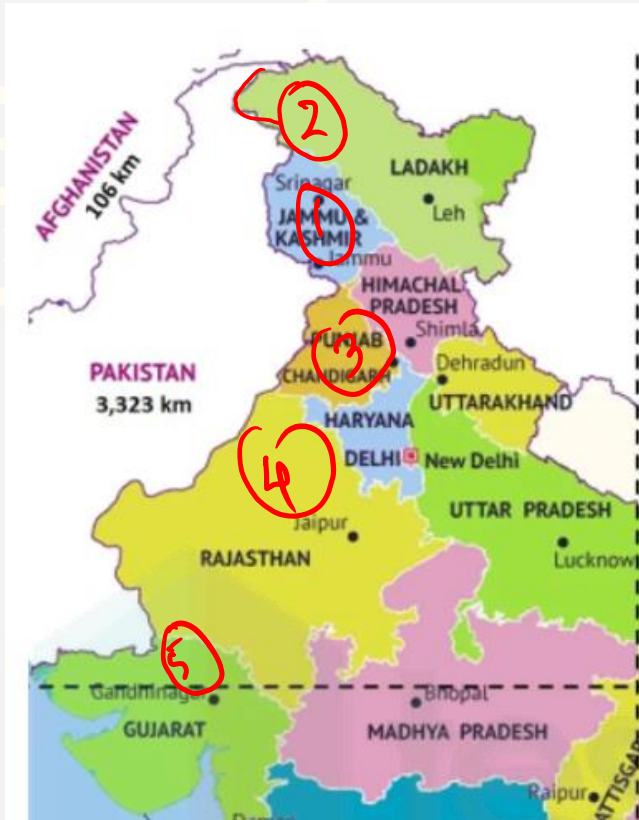 AFGHANISTAN
106 km
2
LADAKH
Srinagar
Leh
1
JAMMU &
KASHMIR
Jammu
HIMACHAL
PRADESH
PUNJAB
Shimla
3
CHANDIGARH
Dehradun
PAKISTAN
3,323 km
UTTARAKHAND
HARYANA
DELHI
New Delhi
4
UTTAR PRADESH
Jaipur
RAJASTHAN
Lucknow
5
Gandhinagar
Bhopal
GUJARAT
MADHYA PRADESH
Raipur
ATTISGA
Daman